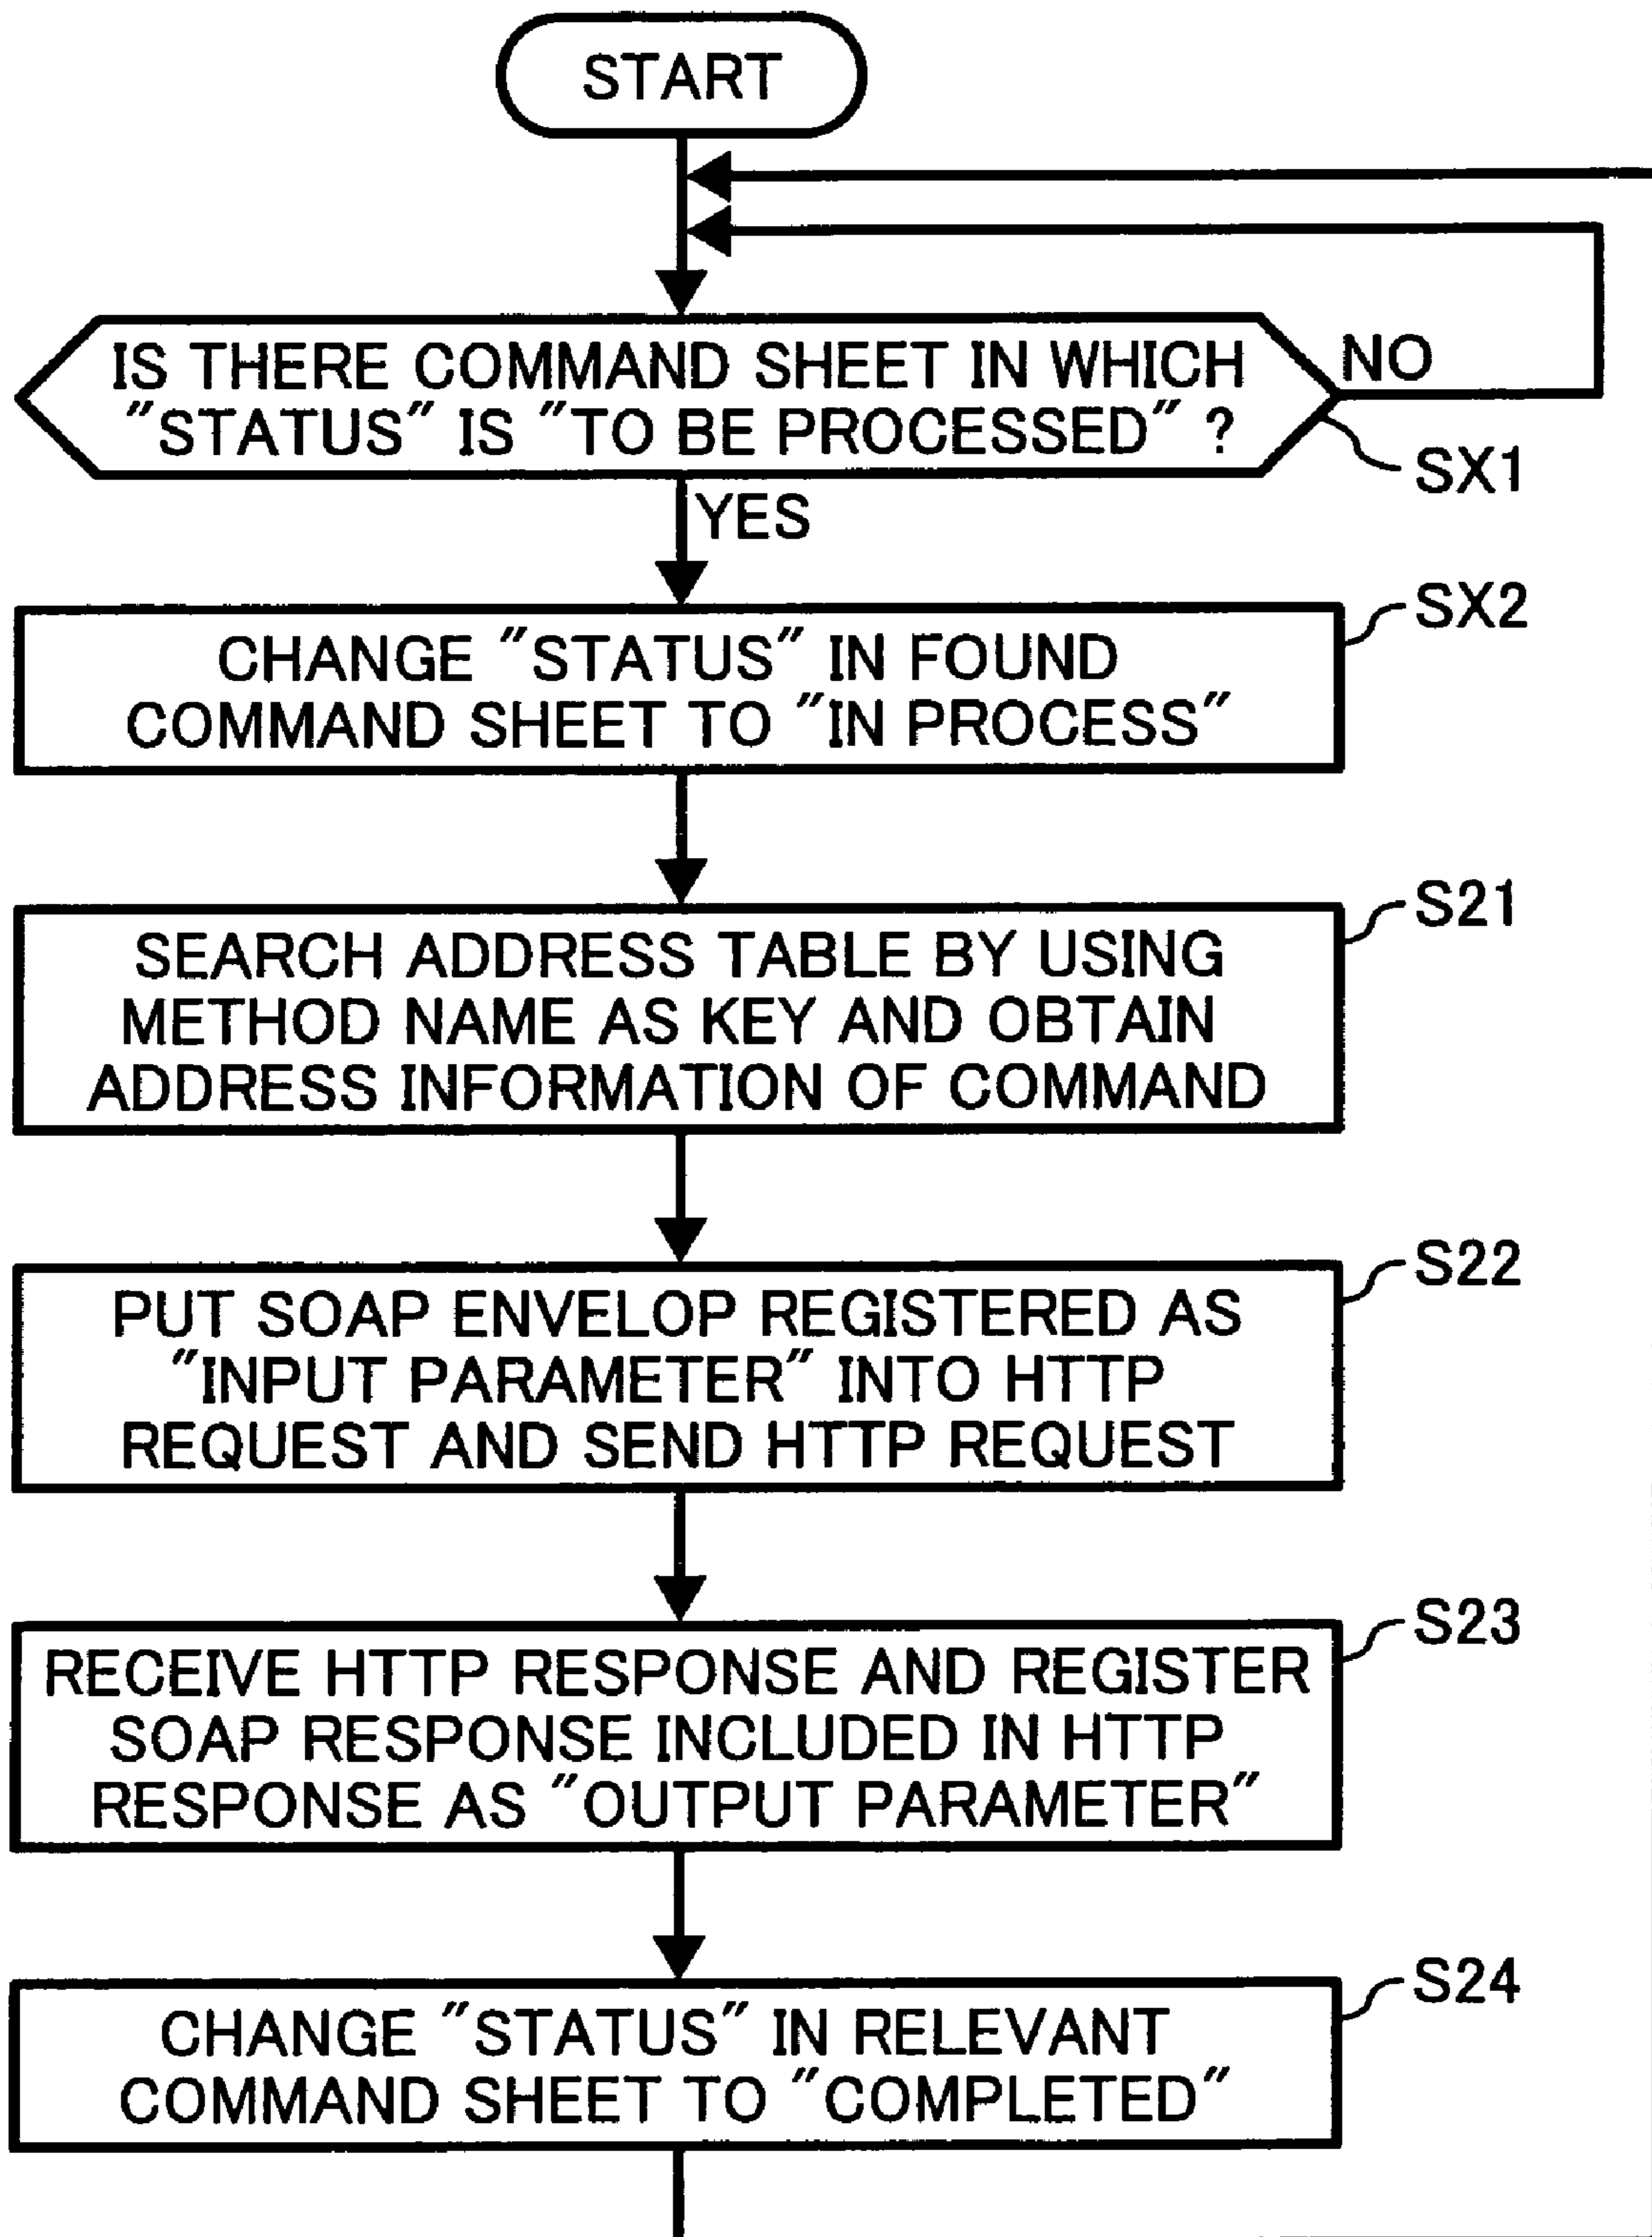 START
IS THERE COMMAND SHEET IN WHICH
"STATUS" IS "TO BE PROCESSED" ?
NO
SX1
YES
SX2
CHANGE "STATUS" IN FOUND
COMMAND SHEET TO "IN PROCESS"
S21
SEARCH ADDRESS TABLE BY USING
METHOD NAME AS KEY AND OBTAIN
ADDRESS INFORMATION OF COMMAND
S22
PUT SOAP ENVELOP REGISTERED AS
"INPUT PARAMETER" INTO HTTP
REQUEST AND SEND HTTP REQUEST
S23
RECEIVE HTTP RESPONSE AND REGISTER
SOAP RESPONSE INCLUDED IN HTTP
RESPONSE AS "OUTPUT PARAMETER"
S24
CHANGE "STATUS" IN RELEVANT
COMMAND SHEET TO "COMPLETED"